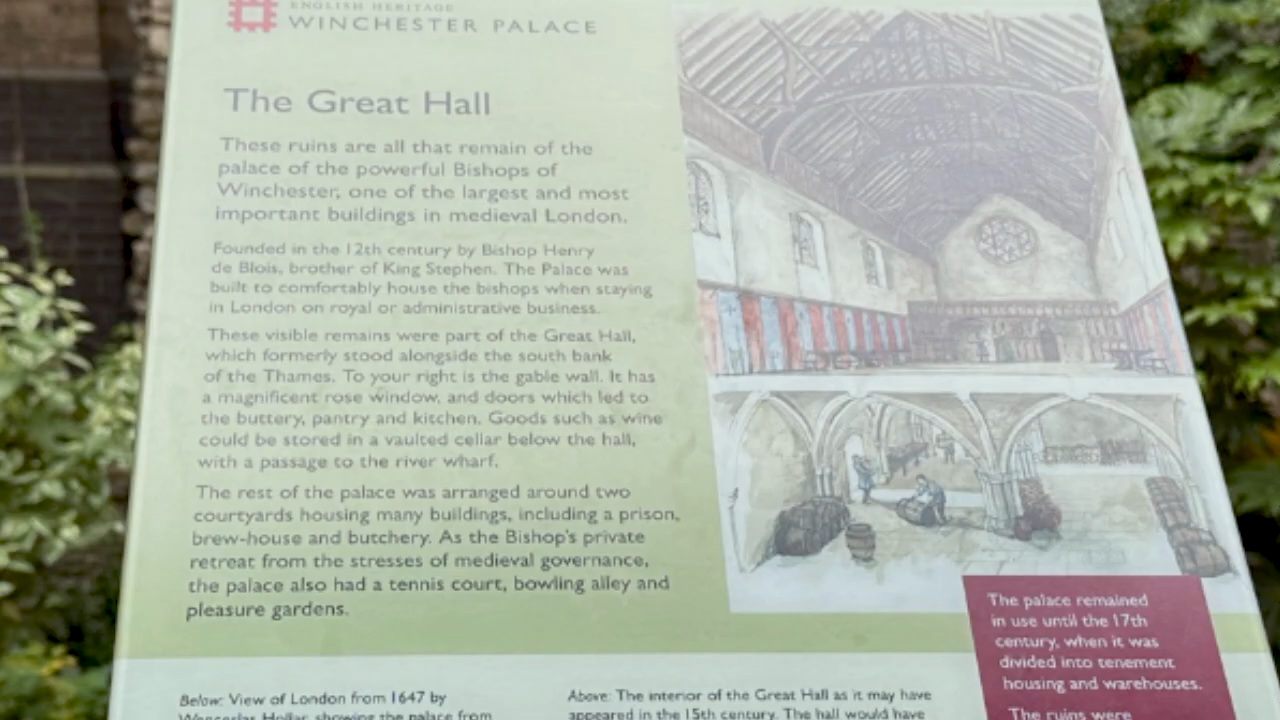 ENGLISH HERITAGE
WINCHESTER PALACE
The Great Hall
These ruins are all that remain of the
palace of the powerful Bishops of
Winchester, one of the largest and most
important buildings in medieval London.
Founded in the 12th century by Bishop Henry
de Blois, brother of King Stephen. The Palace was
built to comfortably house the bishops when staying
in London on royal or administrative business.
These visible remains were part of the Great Hall,
which formerly stood alongside the south bank
of the Thames. To your right is the gable wall. It has
a magnificent rose window, and doors which led to
the buttery, pantry and kitchen. Goods such as wine
could be stored in a vaulted cellar below the hall,
with a passage to the river wharf.
The rest of the palace was arranged around two
courtyards housing many buildings, including a prison,
brew-house and butchery. As the Bishop's private
retreat from the stresses of medieval governance,
the palace also had a tennis court, bowling alley and
pleasure gardens.
The palace remained
in use until the 17th
century, when it was
divided into tenement
housing and warehouses.
The ruins were
Below: View of London from 1647 by
Wenceslas Hollar, showing the palace from
Above: The interior of the Great Hall as it may have
appeared in the 15th century. The hall would have